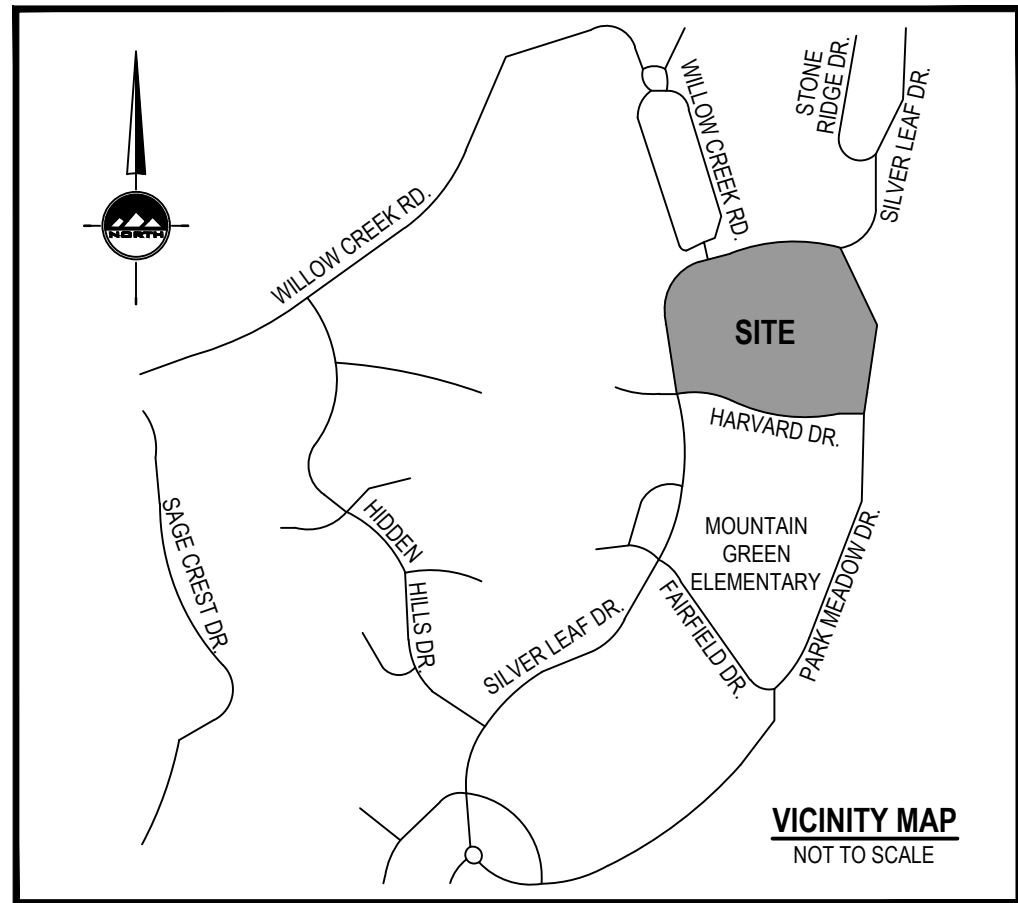 STONE
RIDGE DR.
SILVER LEAF DR.
WILLOW CREEK RD.
NORTH
WILLOW CREEK RD.
SITE
HARVARD DR.
SAGE CREST DR.
HIDDEN
HILLS DR.
MOUNTAIN
GREEN
ELEMENTARY
PARK MEADOW DR.
FAIRFIELD DR.
SILVER LEAF DR.
VICINITY MAP
NOT TO SCALE